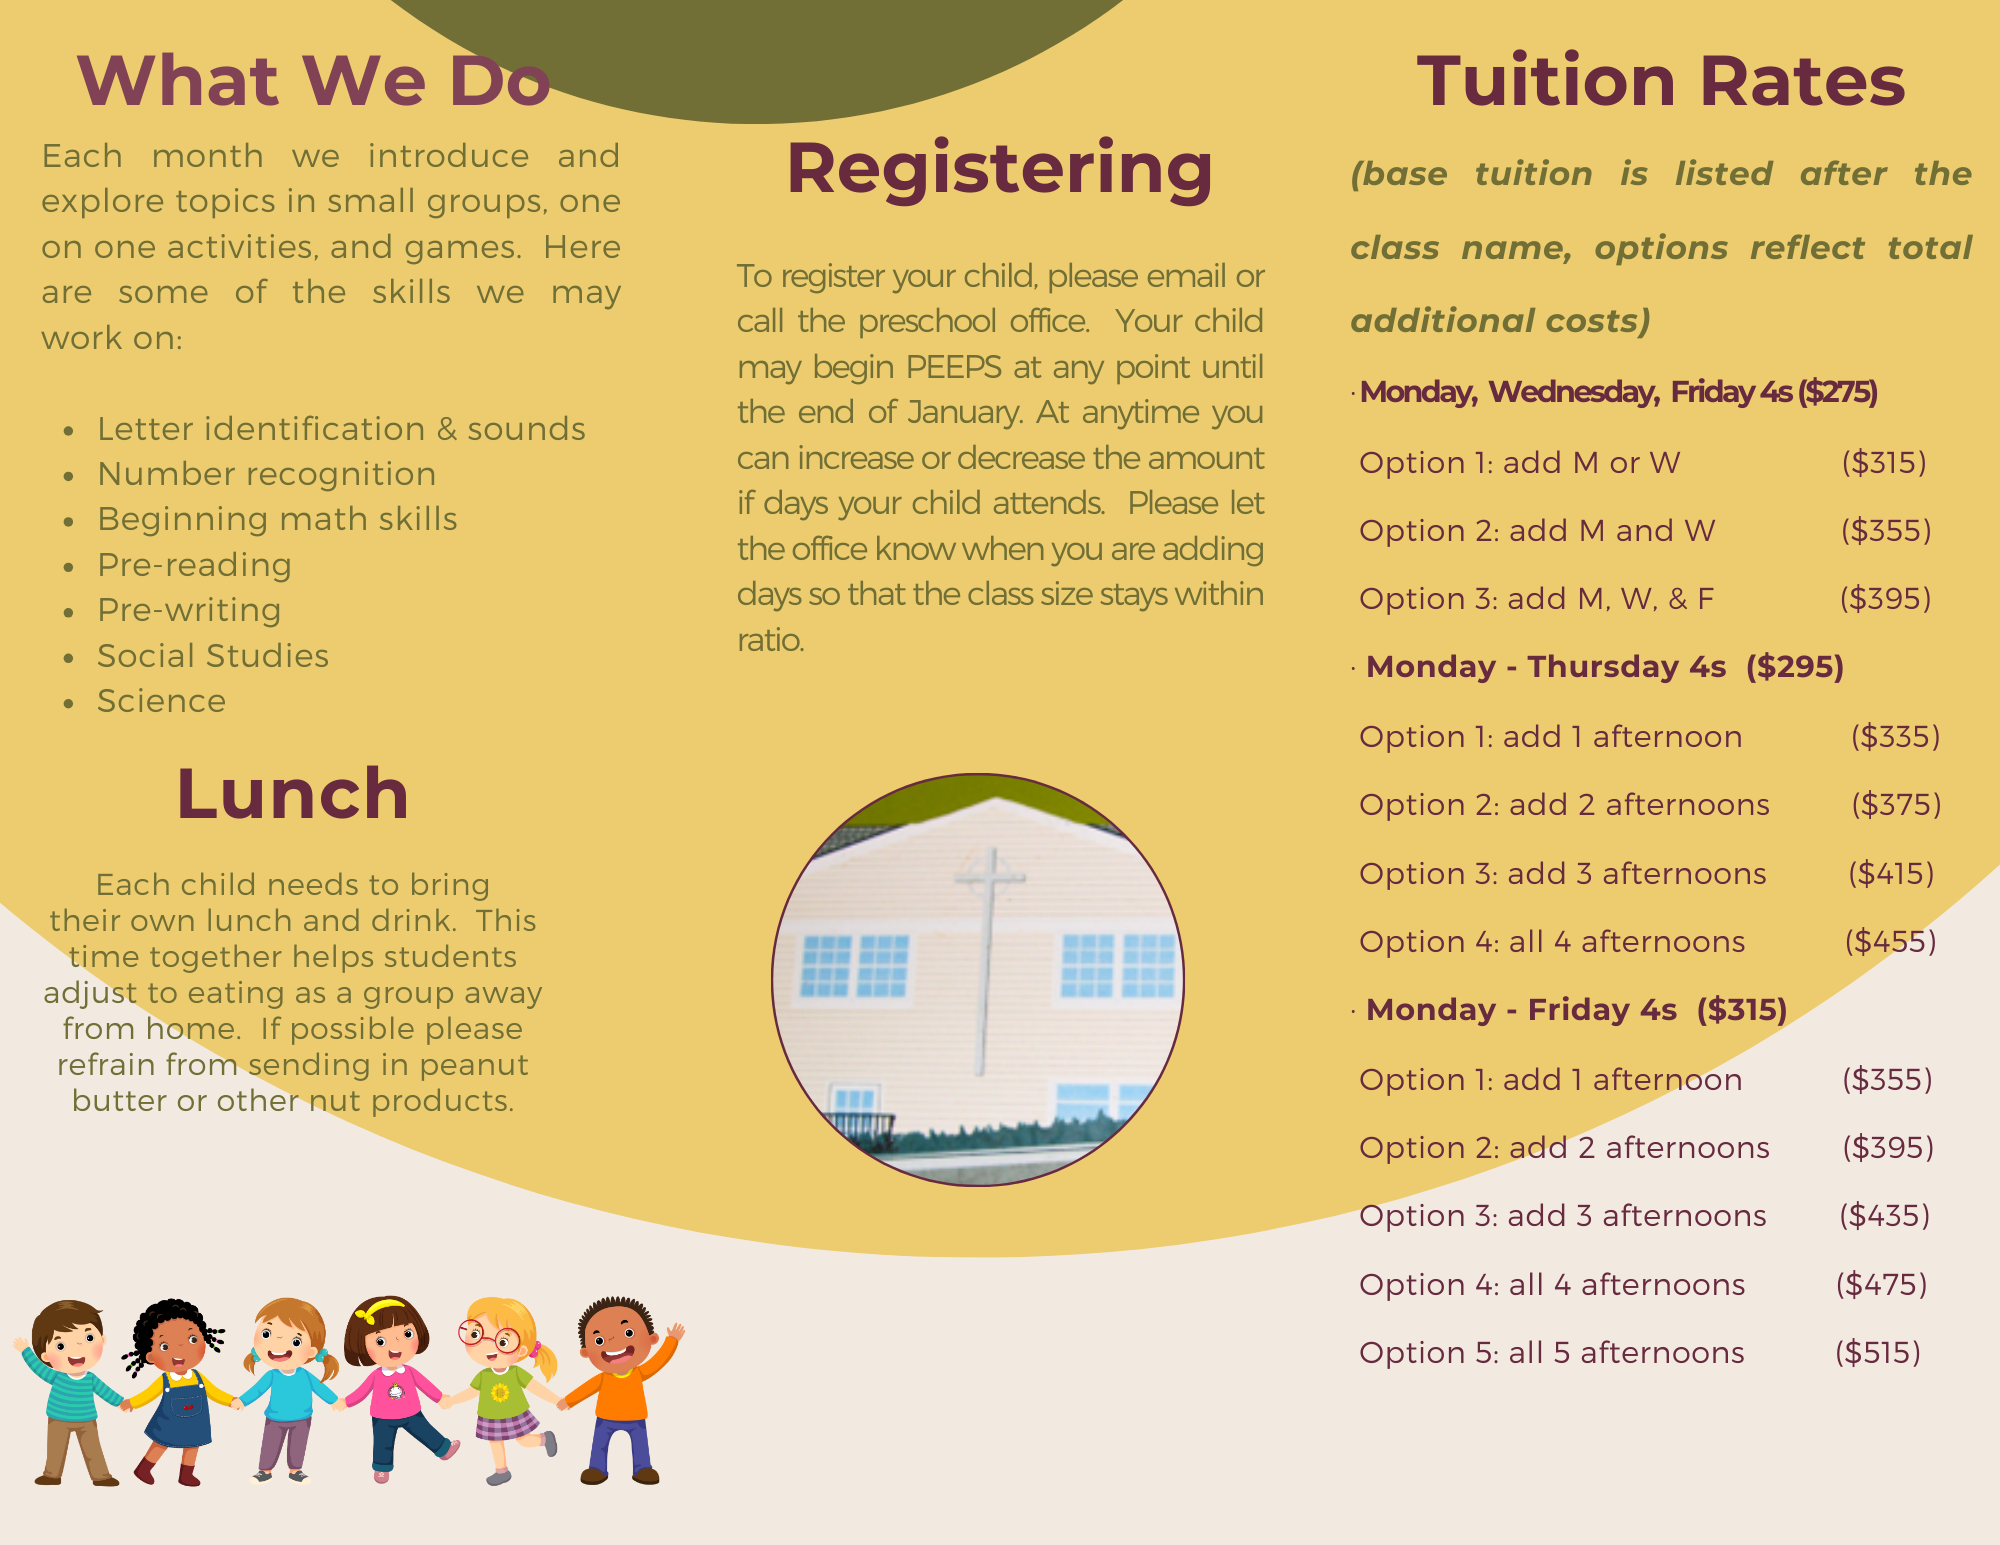 What We Do
Each month we introduce and
explore topics in small groups, one
on one activities, and games.  Here
are some of the skills we may
work on:
• Letter identification & sounds
• Number recognition
• Beginning math skills
• Pre-reading
• Pre-writing
• Social Studies
• Science
Lunch
Each child needs to bring
their own lunch and drink.  This
time together helps students
adjust to eating as a group away
from home.  If possible please
refrain from sending in peanut
butter or other nut products.
Registering
To register your child, please email or
call the preschool office.  Your child
may begin PEEPS at any point until
the end of January. At anytime you
can increase or decrease the amount
if days your child attends.  Please let
the office know when you are adding
days so that the class size stays within
ratio.
Tuition Rates
(base tuition is listed after the
class name, options reflect total
additional costs)
· Monday, Wednesday, Friday 4s ($275)
Option 1: add M or W ($315)
Option 2: add M and W ($355)
Option 3: add M, W, & F ($395)
· Monday - Thursday 4s  ($295)
Option 1: add 1 afternoon ($335)
Option 2: add 2 afternoons ($375)
Option 3: add 3 afternoons ($415)
Option 4: all 4 afternoons ($455)
· Monday - Friday 4s  ($315)
Option 1: add 1 afternoon ($355)
Option 2: add 2 afternoons ($395)
Option 3: add 3 afternoons ($435)
Option 4: all 4 afternoons ($475)
Option 5: all 5 afternoons ($515)